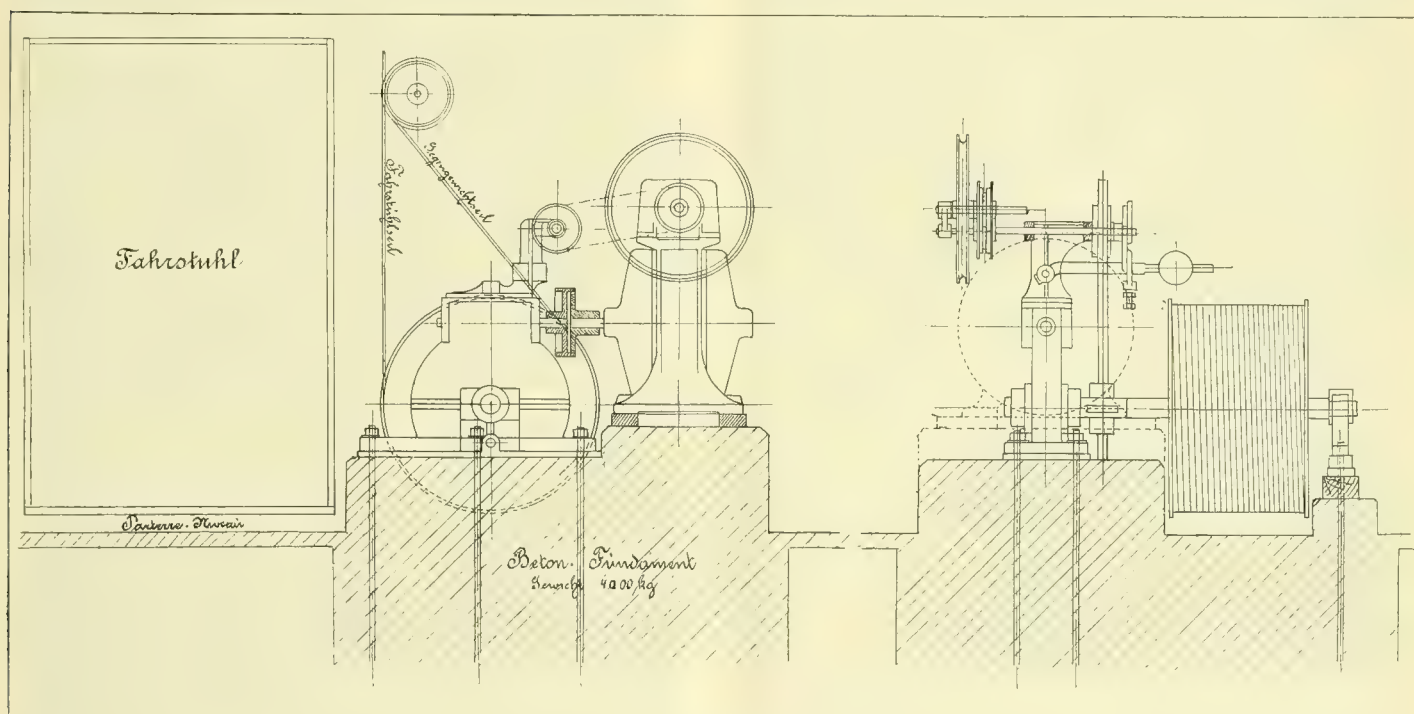 Fahrstuhl
Fahrstuhlseil
Gegengewichtseil
Parterre-Niveau
Beton-Fundament
Gewicht 4000 kg